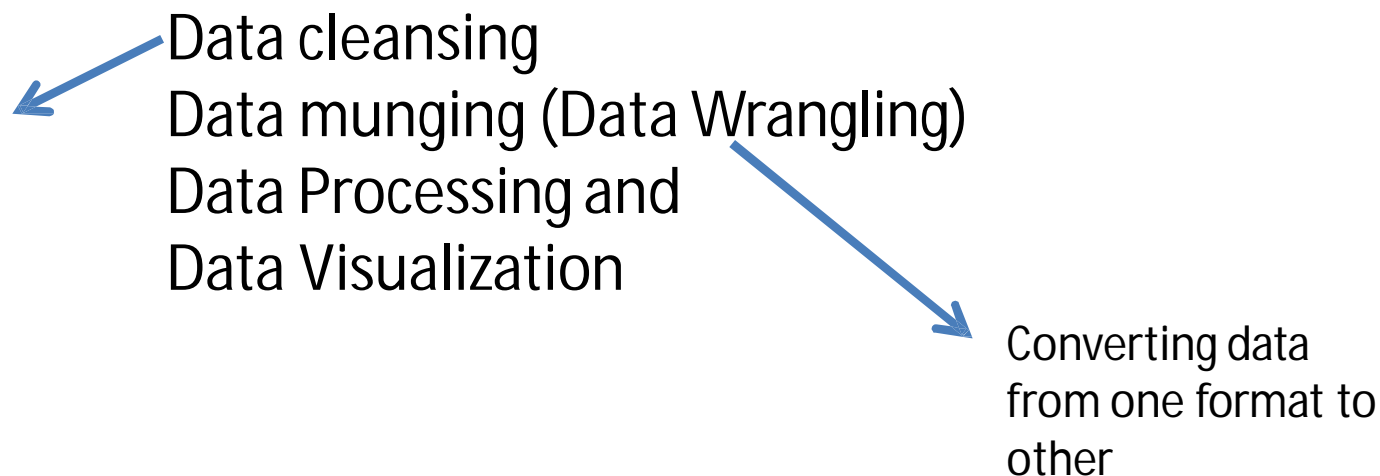 Data cleansing
Data munging (Data Wrangling)
Data Processing and
Data Visualization
Converting data
from one format to
other